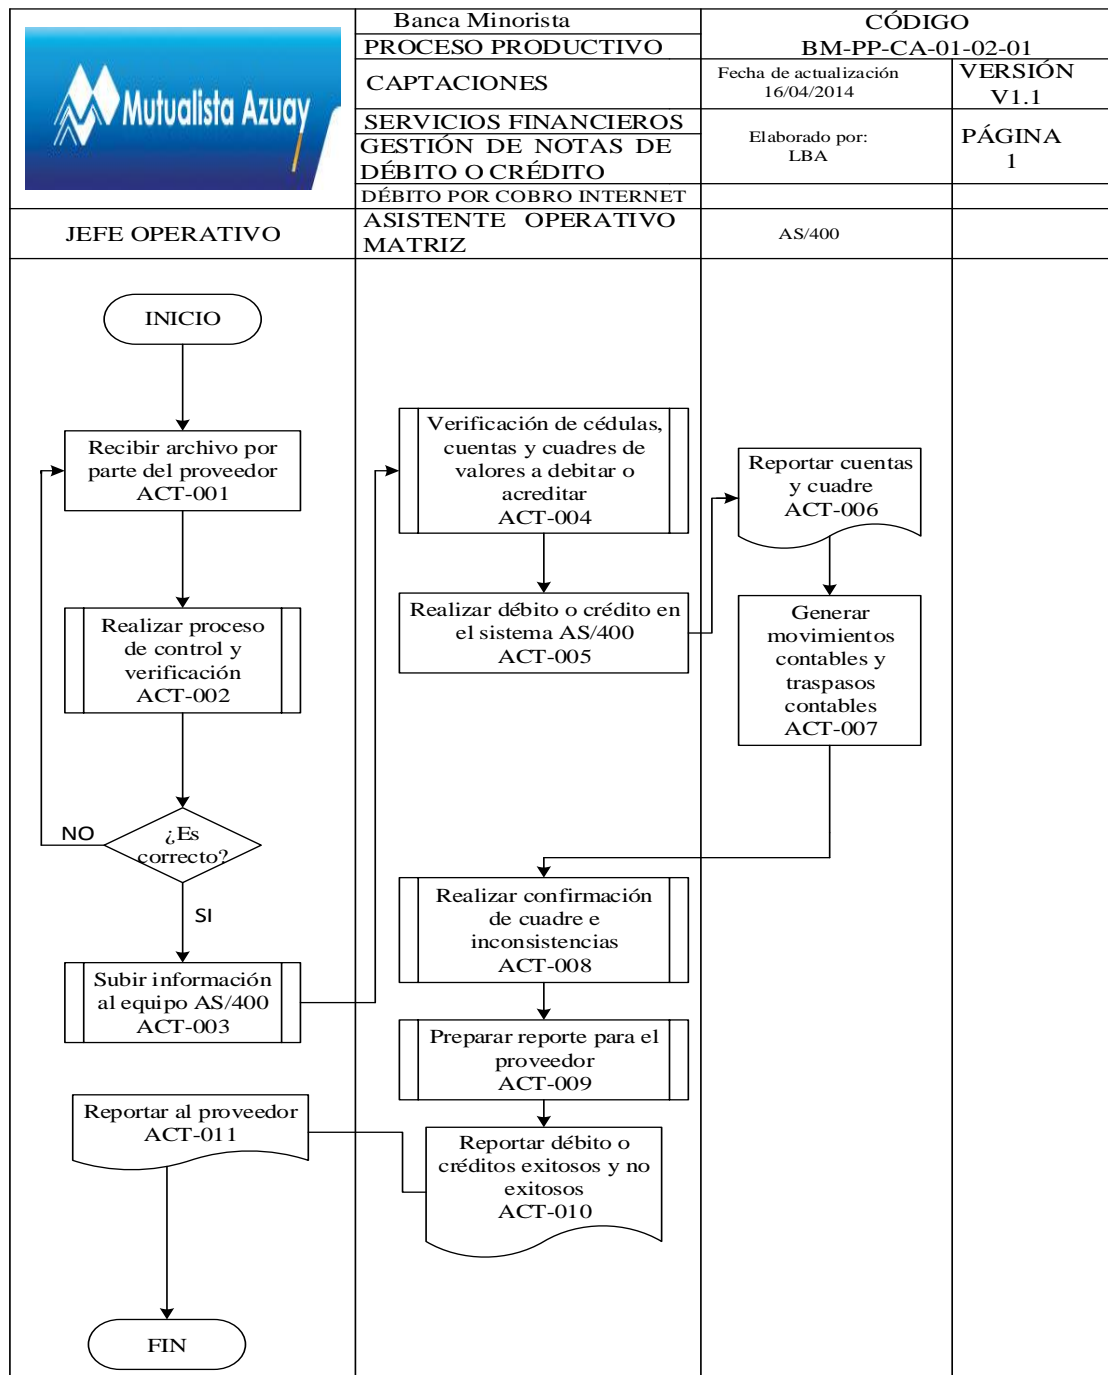 Mutualista Azuay
Banca Minorista
PROCESO PRODUCTIVO
CÓDIGO
BM-PP-CA-01-02-01
CAPTACIONES
Fecha de actualización
16/04/2014
VERSIÓN
V1.1
SERVICIOS FINANCIEROS
GESTIÓN DE NOTAS DE
DÉBITO O CRÉDITO
Elaborado por:
LBA
PÁGINA
1
DÉBITO POR COBRO INTERNET
JEFE OPERATIVO
ASISTENTE OPERATIVO
MATRIZ
AS/400
INICIO
Recibir archivo por
parte del proveedor
ACT-001
Realizar proceso
de control y
verificación
ACT-002
¿Es
correcto?
NO
SI
Subir información
al equipo AS/400
ACT-003
Verificación de cédulas,
cuentas y cuadres de
valores a debitar o
acreditar
ACT-004
Realizar débito o crédito en
el sistema AS/400
ACT-005
Reportar cuentas
y cuadre
ACT-006
Generar
movimientos
contables y
traspasos
contables
ACT-007
Realizar confirmación
de cuadre e
inconsistencias
ACT-008
Preparar reporte para el
proveedor
ACT-009
Reportar débito o
créditos exitosos y no
exitosos
ACT-010
Reportar al proveedor
ACT-011
FIN